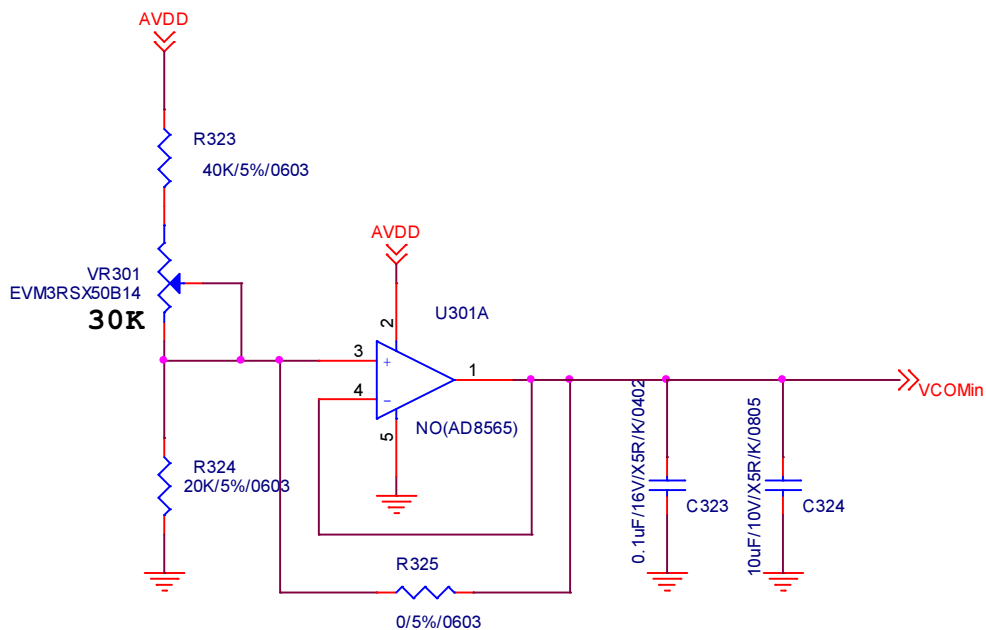 AVDD
R323
40K/5%/0603
AVDD
VR301
EVM3RSX50B14
30K
U301A
2
3
+
1
4
−
5
NO(AD8565)
VCOMin
R324
20K/5%/0603
0.1uF/16V/X5R/K/0402
C323
10uF/10V/X5R/K/0805
C324
R325
0/5%/0603